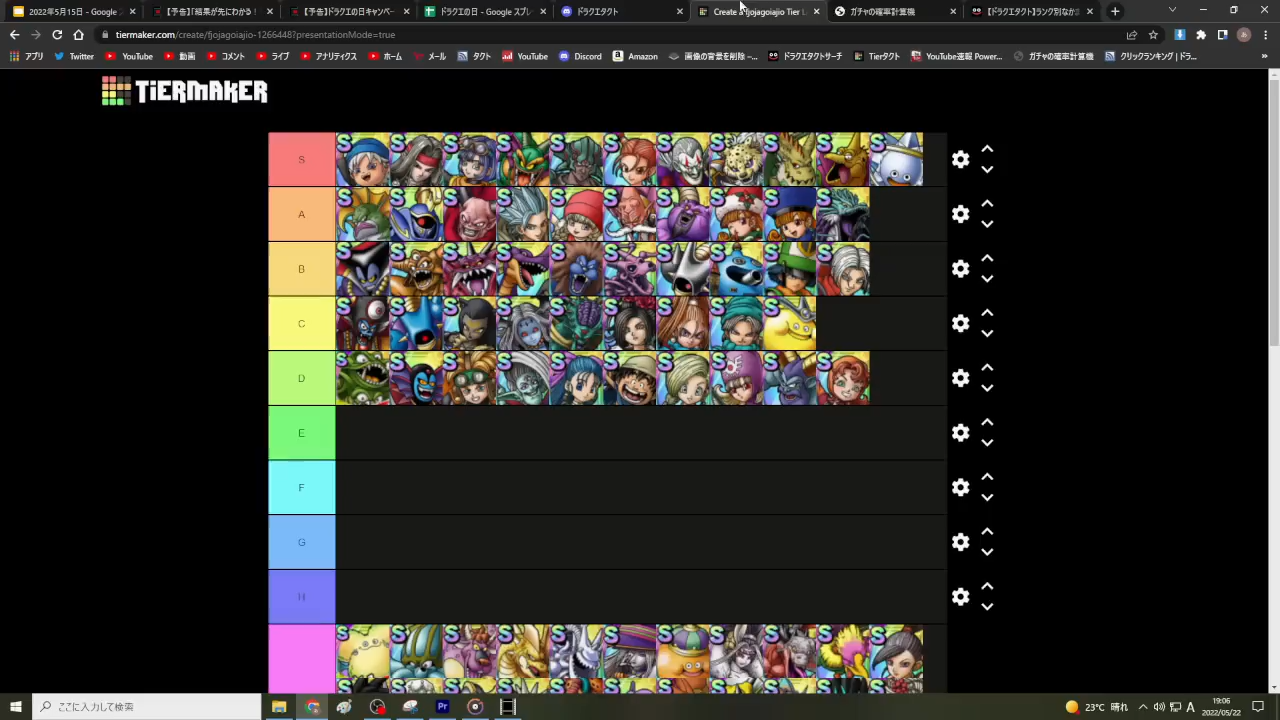 2022年5月15日 - Google ス
【予告】「結果が先にわかる！
【予告】ドラクエの日キャンペー
ドラクエの日 - Google スプレ
ドラクエタクト
Create a fjojagoiajio Tier Li
ガチャの確率計算機
【ドラクエタクト】ランク別なか
tiermaker.com/create/fjojagoiajio-1266448?presentationMode=true
アプリ
Twitter
YouTube
動画
コメント
ライブ
アナリティクス
ホーム
メール
タクト
YouTube
Discord
Amazon
画像の背景を削除 –...
ドラクエタクトサーチ
Tierタクト
YouTube速報 Power...
ガチャの確率計算機
クリックランキング | ドラ...
TiERMAKER
S
A
B
C
D
E
F
G
H
ここに入力して検索
23°C 晴れ
A
19:06
2022/05/22